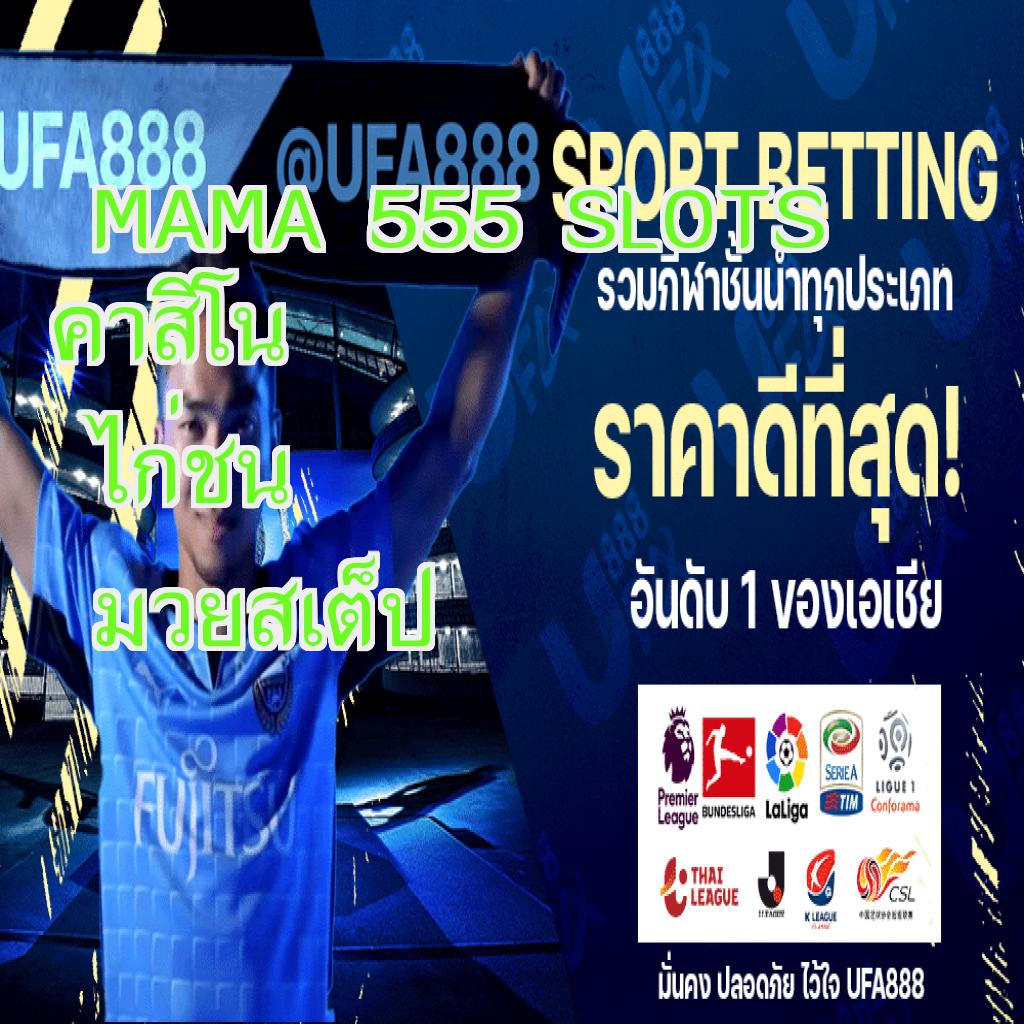 UFA888
@UFA888
SPORT BETTING
MAMA 555 SLOTS
รวมกีฬาชั้นนำทุกประเภท
คาสิโน
ราคาดีที่สุด!
ไก่ชน
อันดับ 1 ของเอเชีย
มวยสเต็ป
FUJITSU
Premier
League
BUNDESLIGA
LaLiga
SERIE A
TIM
LIGUE 1
Conforama
THAI
LEAGUE
J.LEAGUE
K LEAGUE
CSL
มั่นคง ปลอดภัย ไว้ใจ UFA888